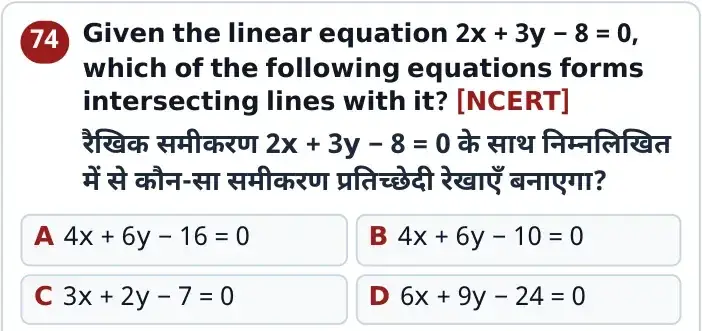 74 Given the linear equation 2x + 3y − 8 = 0,
which of the following equations forms
intersecting lines with it? [NCERT]
रैखिक समीकरण 2x + 3y − 8 = 0 के साथ निम्नलिखित
में से कौन-सा समीकरण प्रतिच्छेदी रेखाएँ बनाएगा?
A 4x + 6y − 16 = 0
B 4x + 6y − 10 = 0
C 3x + 2y − 7 = 0
D 6x + 9y − 24 = 0